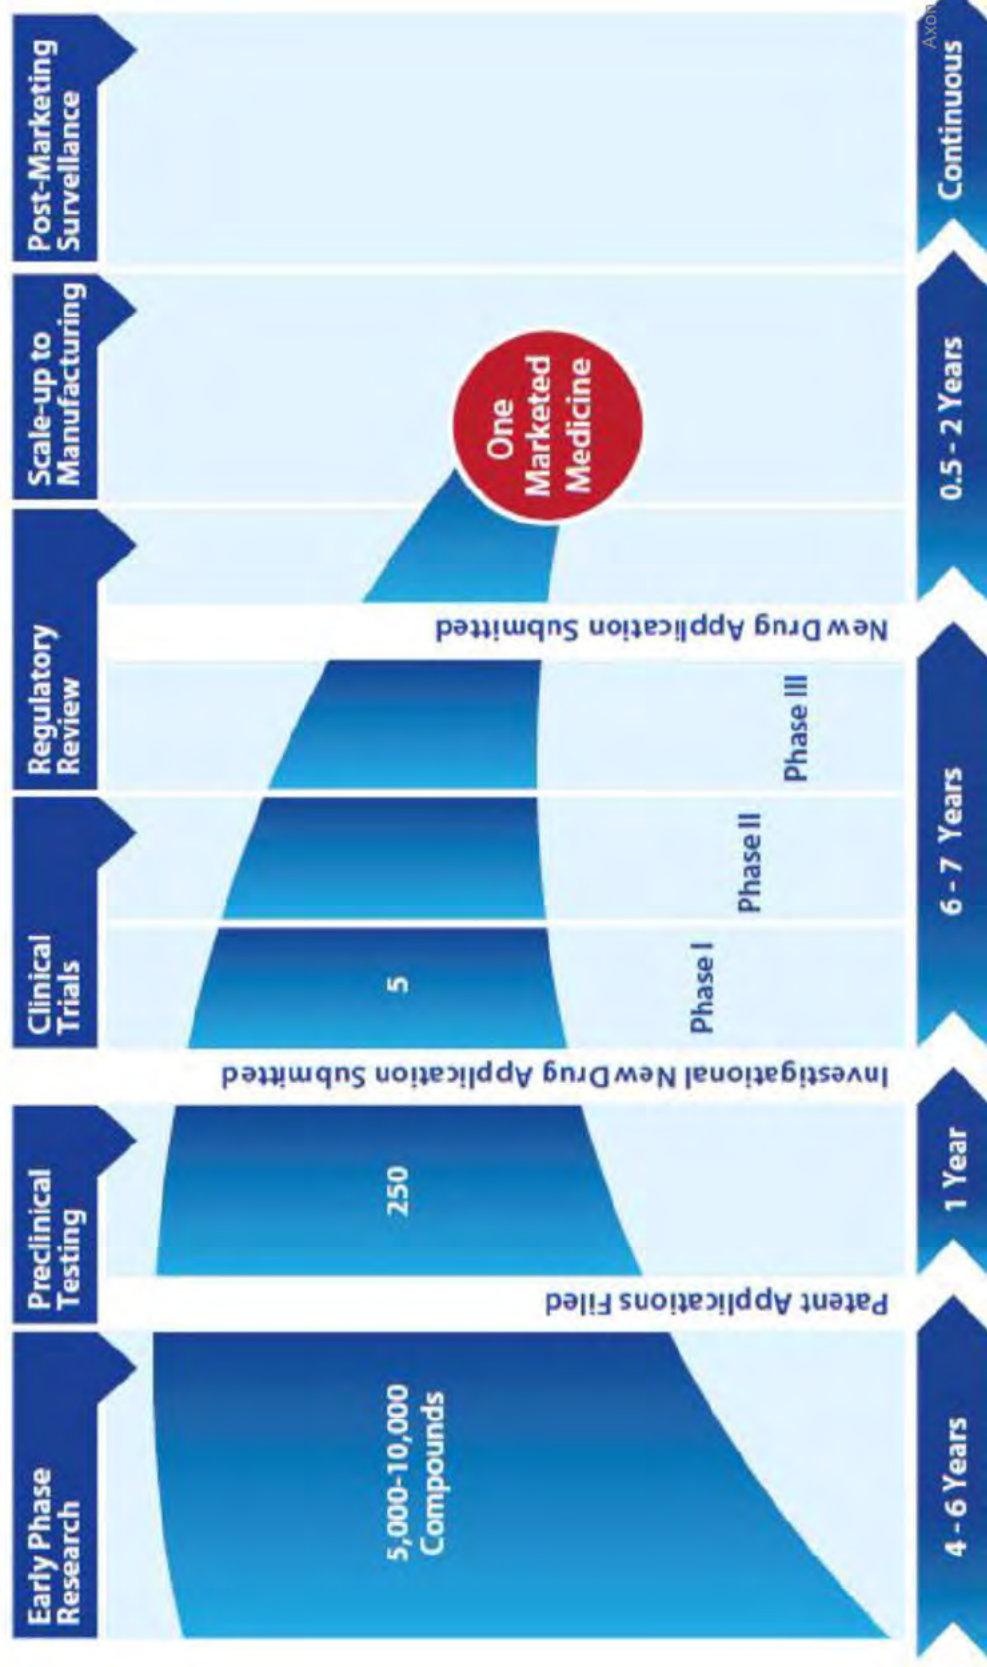 Early Phase
Research
Preclinical
Testing
Clinical
Trials
Regulatory
Review
Scale-up to
Manufacturing
Post-Marketing
Survellance
5,000-10,000
Compounds
Patent Applications Filed
250
Investigational New Drug Application Submitted
5
Phase I
Phase II
Phase III
New Drug Application Submitted
One
Marketed
Medicine
4 - 6 Years
1 Year
6 - 7 Years
0.5 - 2 Years
Continuous
Axon